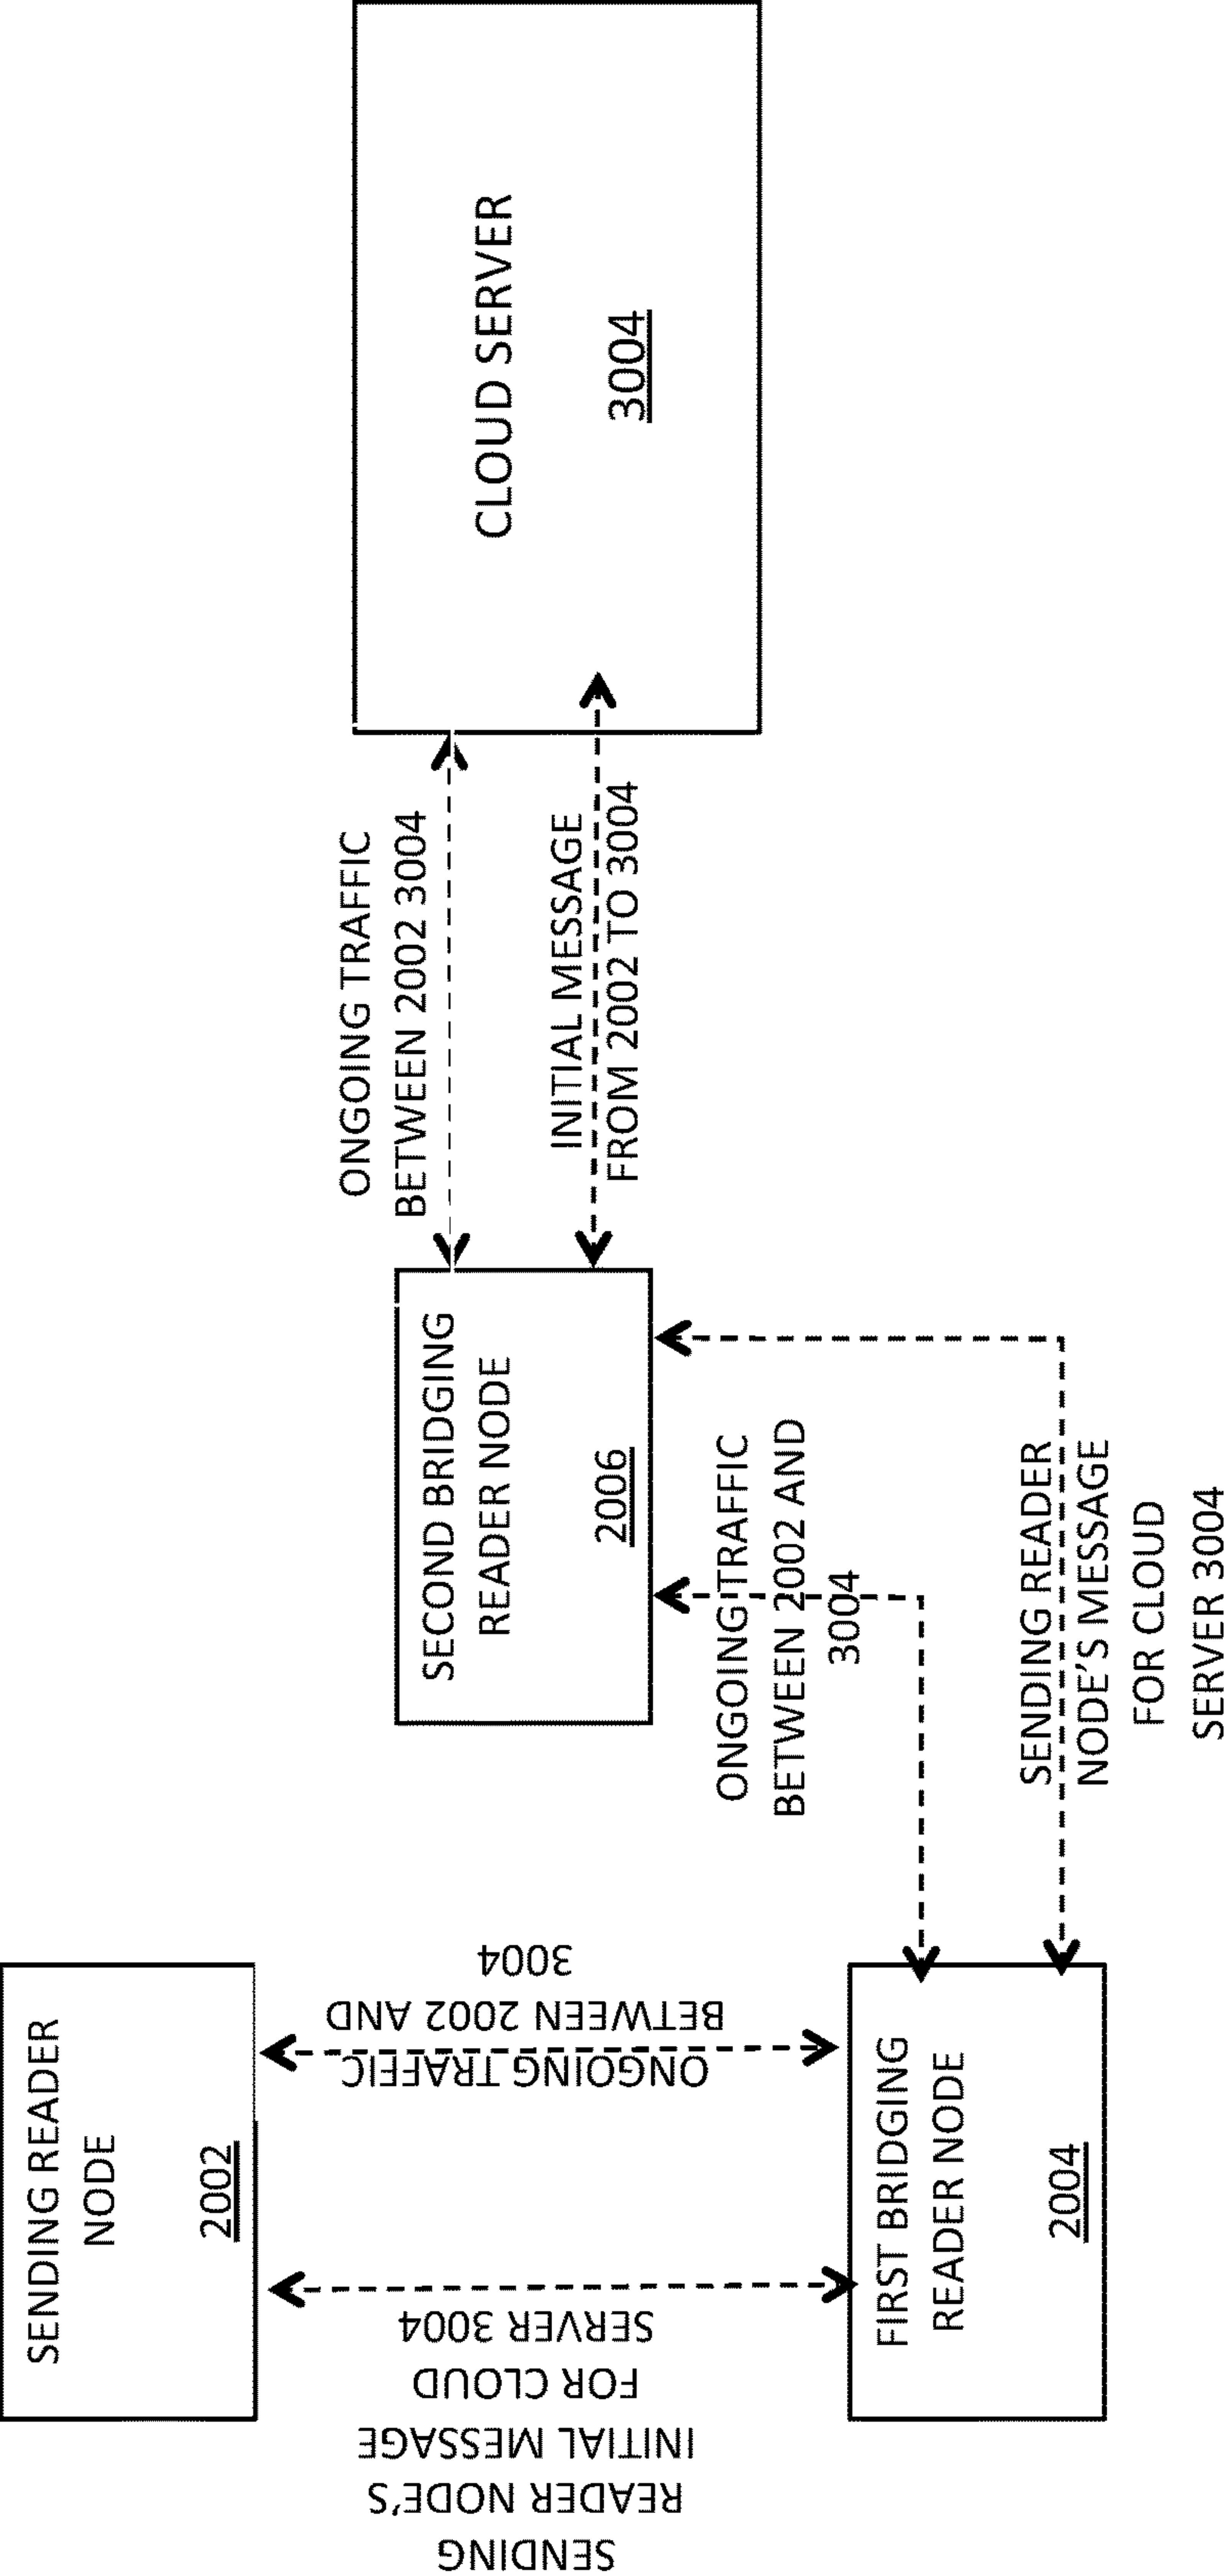 SENDING READER
NODE
2002
SENDING
READER NODE'S
INITIAL MESSAGE
FOR CLOUD
SERVER 3004
ONGOING TRAFFIC
BETWEEN 2002 AND
3004
FIRST BRIDGING
READER NODE
2004
SECOND BRIDGING
READER NODE
2006
ONGOING TRAFFIC
BETWEEN 2002 AND
3004
SENDING READER
NODE'S MESSAGE
FOR CLOUD
SERVER 3004
ONGOING TRAFFIC
BETWEEN 2002 3004
INITIAL MESSAGE
FROM 2002 TO 3004
CLOUD SERVER
3004